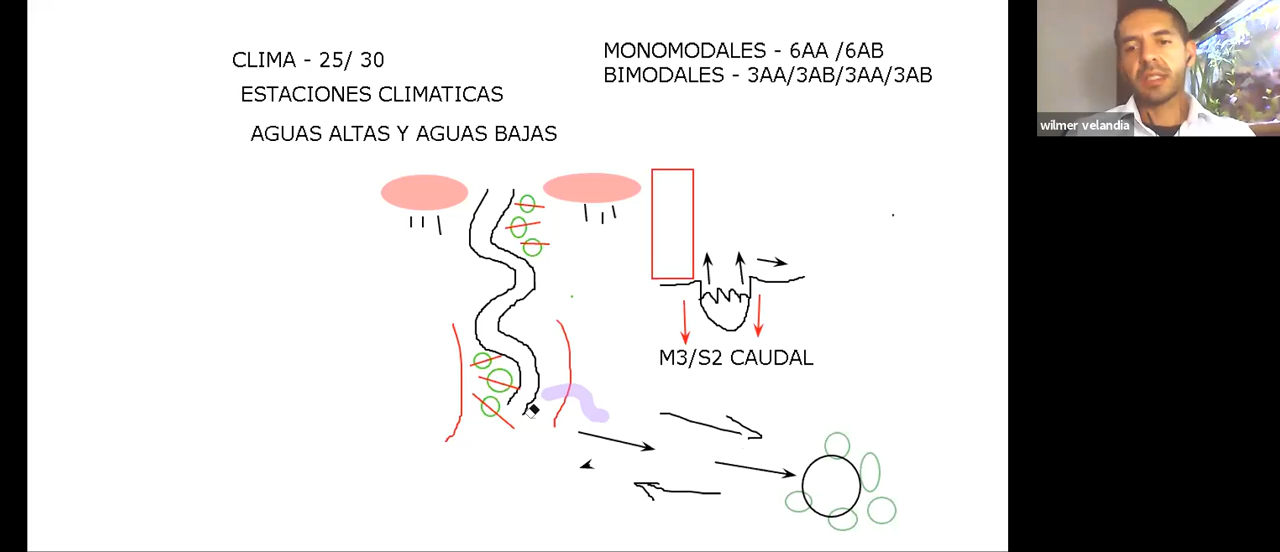 CLIMA - 25/ 30
ESTACIONES CLIMATICAS
AGUAS ALTAS Y AGUAS BAJAS
MONOMODALES - 6AA /6AB
BIMODALES - 3AA/3AB/3AA/3AB
wilmer velandia
M3/S2 CAUDAL